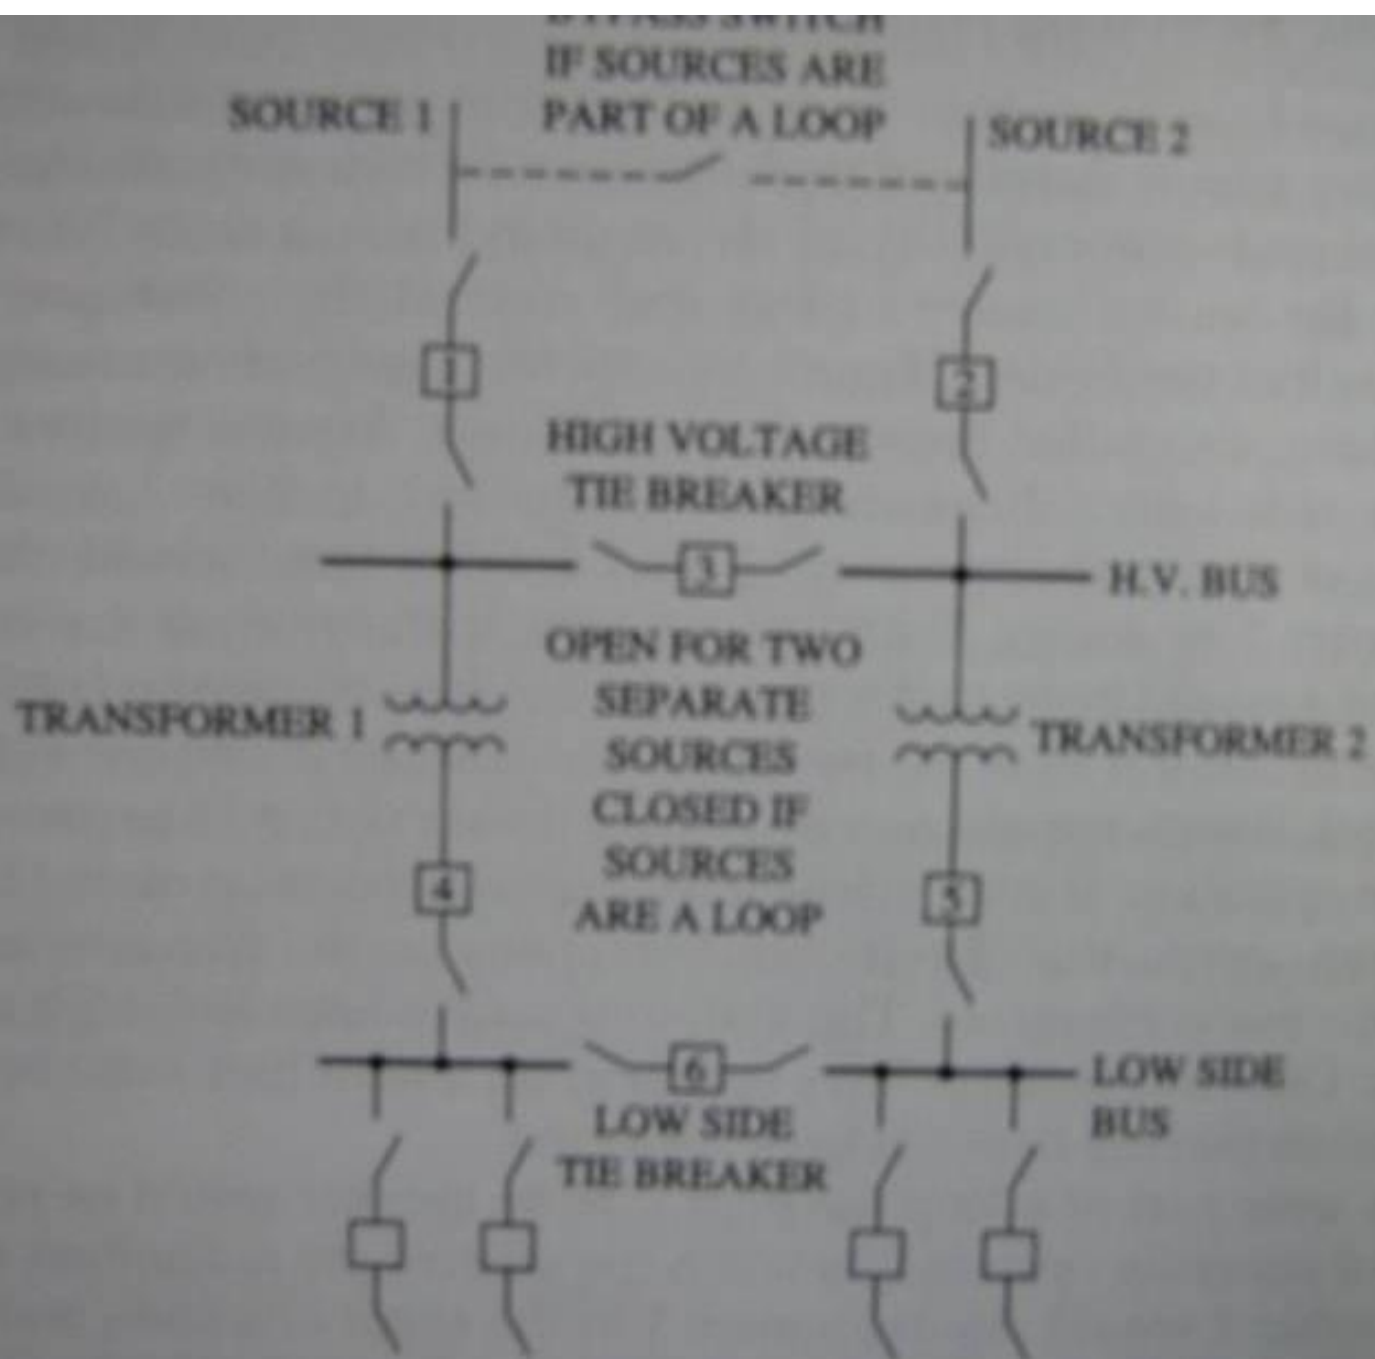 BYPASS SWITCH
IF SOURCES ARE
PART OF A LOOP
SOURCE 1
SOURCE 2
1
2
HIGH VOLTAGE
TIE BREAKER
3
H.V. BUS
OPEN FOR TWO
SEPARATE
SOURCES
CLOSED IF
SOURCES
ARE A LOOP
TRANSFORMER 1
TRANSFORMER 2
4
5
6
LOW SIDE
BUS
LOW SIDE
TIE BREAKER